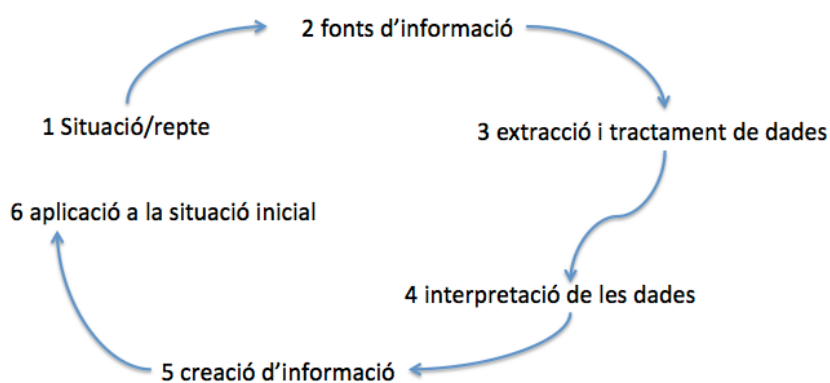 2 fonts d’informació
1 Situació/repte
3 extracció i tractament de dades
6 aplicació a la situació inicial
4 interpretació de les dades
5 creació d’informació